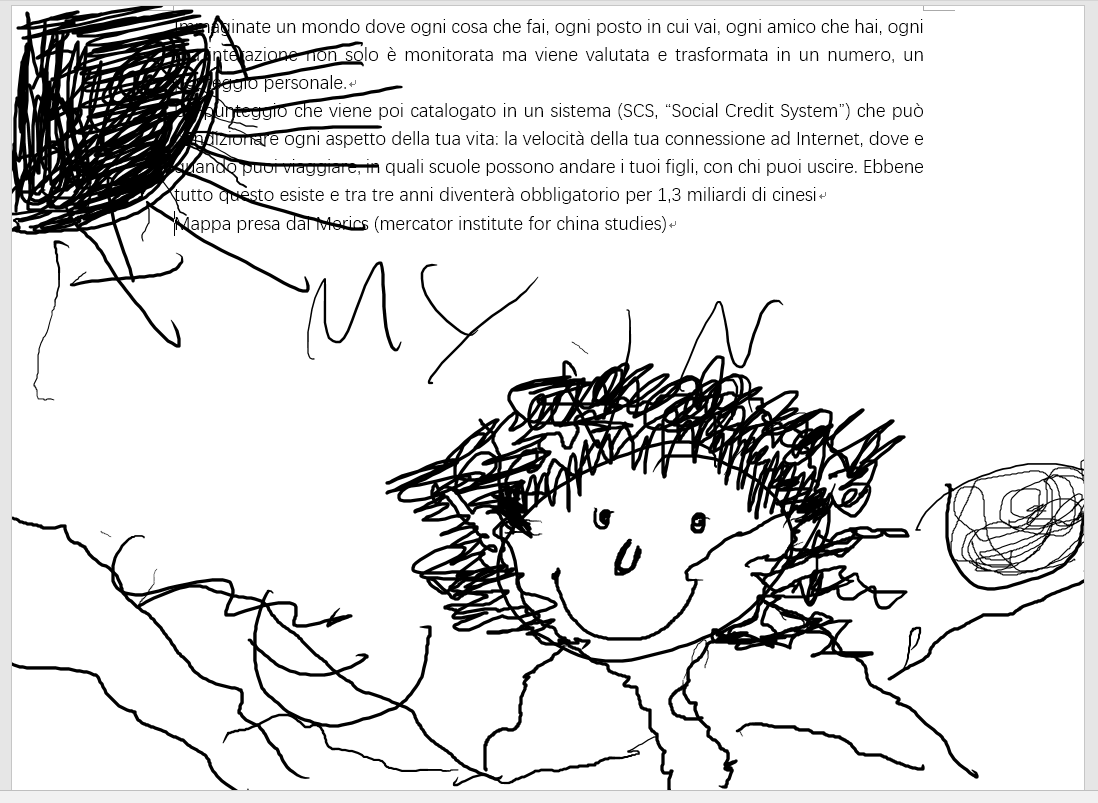 Immaginate un mondo dove ogni cosa che fai, ogni posto in cui vai, ogni amico che hai, ogni
interazione non solo è monitorata ma viene valutata e trasformata in un numero, un
punteggio personale.
punteggio che viene poi catalogato in un sistema (SCS, “Social Credit System”) che può
condizionare ogni aspetto della tua vita: la velocità della tua connessione ad Internet, dove e
quando puoi viaggiare, in quali scuole possono andare i tuoi figli, con chi puoi uscire. Ebbene
tutto questo esiste e tra tre anni diventerà obbligatorio per 1,3 miliardi di cinesi
Mappa presa dal Merics (mercator institute for china studies)
M Y N